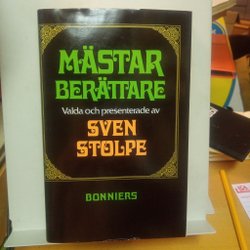 MÄSTAR
BERÄTTARE
Valda och presenterade av
SVEN
STOLPE
BONNIERS